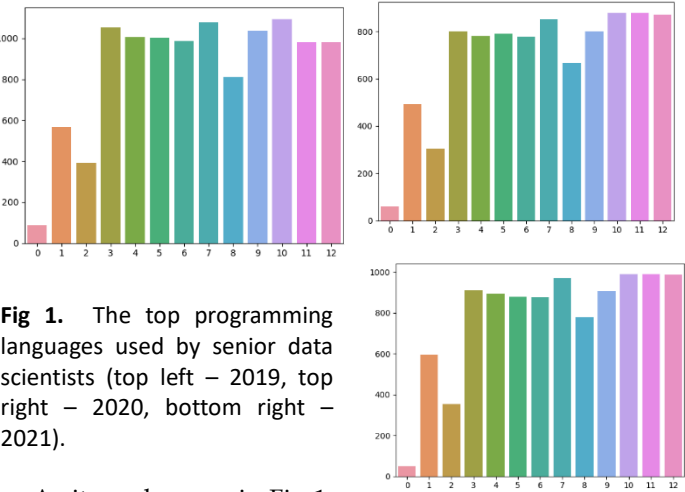 1000
800
600
400
200
0
0 1 2 3 4 5 6 7 8 9 10 11 12
800
600
400
200
0
0 1 2 3 4 5 6 7 8 9 10 11 12
Fig 1. The top programming
languages used by senior data
scientists (top left – 2019, top
right – 2020, bottom right –
2021).
1000
800
600
400
200
0
0 1 2 3 4 5 6 7 8 9 10 11 12